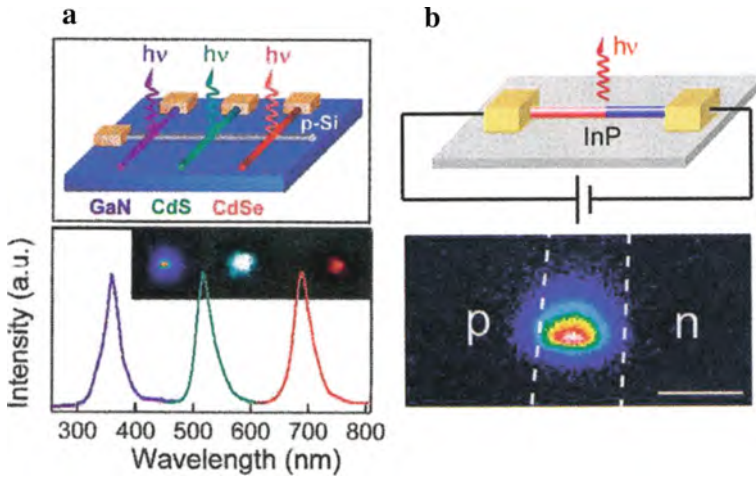 a
hν hν hν
p-Si
GaN CdS CdSe
Intensity (a.u.)
300 400 500 600 700 800
Wavelength (nm)
b
hν
InP
p n